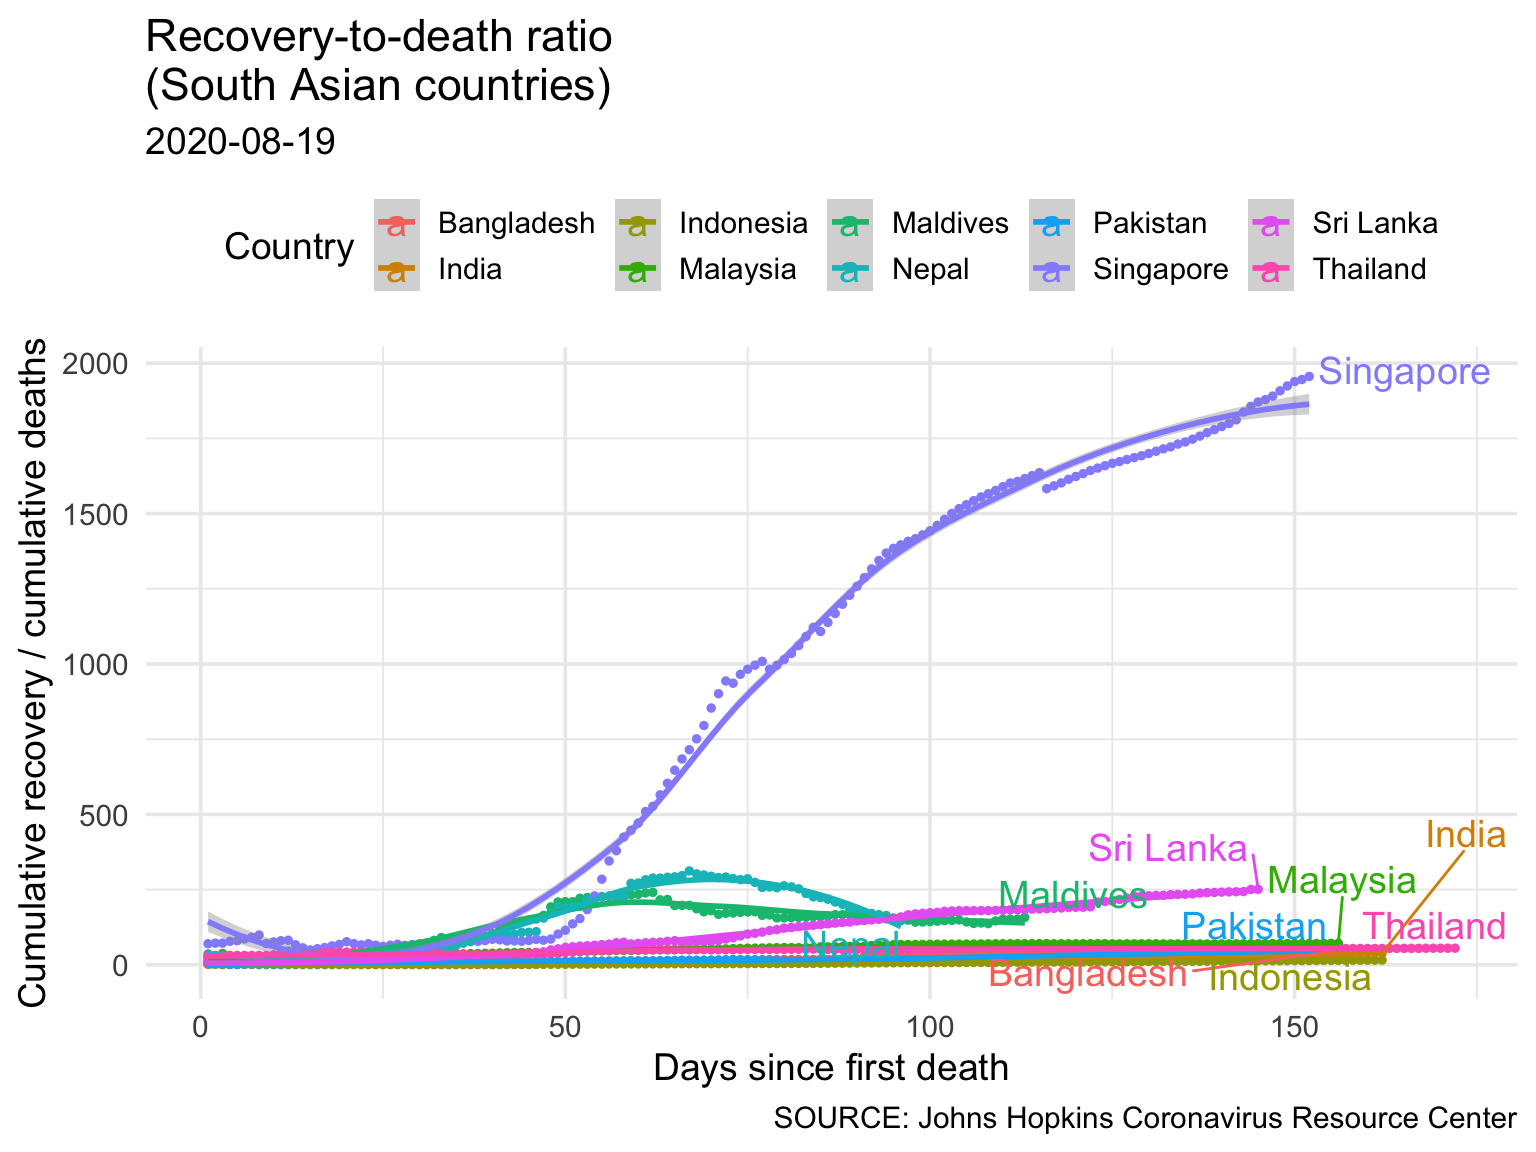 Recovery-to-death ratio
(South Asian countries)
2020-08-19
Country
a Bangladesh a Indonesia a Maldives a Pakistan a Sri Lanka
a India a Malaysia a Nepal a Singapore a Thailand
Cumulative recovery / cumulative deaths
2000
1500
1000
500
0
Singapore
India
Sri Lanka
Malaysia
Maldives
Pakistan
Thailand
Nepal
Bangladesh
Indonesia
0 50 100 150
Days since first death
SOURCE: Johns Hopkins Coronavirus Resource Center